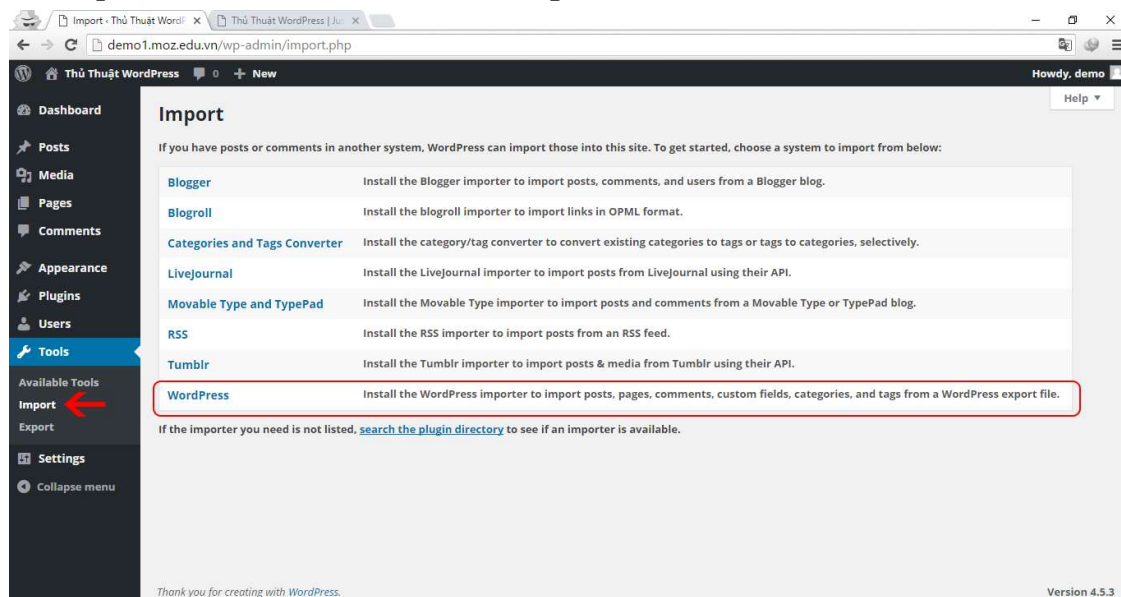 Import ‹ Thủ Thuật WordP
Thủ Thuật WordPress | Ju
demo1.moz.edu.vn/wp-admin/import.php
Thủ Thuật WordPress 0 + New Howdy, demo
Help
Dashboard
Posts
Media
Pages
Comments
Appearance
Plugins
Users
Tools
Available Tools
Import
Export
Settings
Collapse menu
Import
If you have posts or comments in another system, WordPress can import those into this site. To get started, choose a system to import from below:
Blogger Install the Blogger importer to import posts, comments, and users from a Blogger blog.
Blogroll Install the blogroll importer to import links in OPML format.
Categories and Tags Converter Install the category/tag converter to convert existing categories to tags or tags to categories, selectively.
LiveJournal Install the LiveJournal importer to import posts from LiveJournal using their API.
Movable Type and TypePad Install the Movable Type importer to import posts and comments from a Movable Type or TypePad blog.
RSS Install the RSS importer to import posts from an RSS feed.
Tumblr Install the Tumblr importer to import posts & media from Tumblr using their API.
WordPress Install the WordPress importer to import posts, pages, comments, custom fields, categories, and tags from a WordPress export file.
If the importer you need is not listed, search the plugin directory to see if an importer is available.
Thank you for creating with WordPress. Version 4.5.3